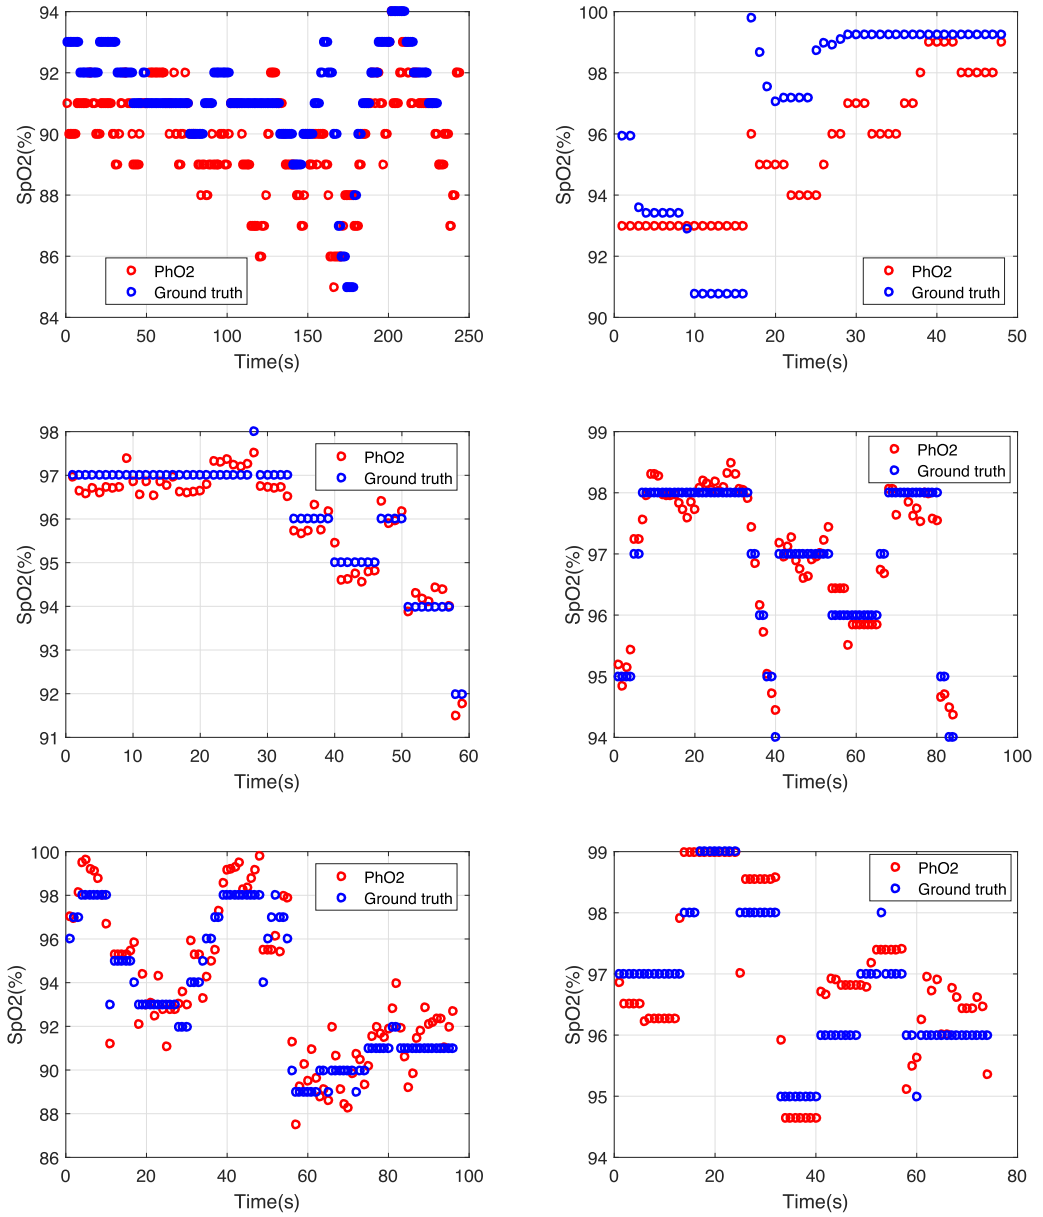 94
92
90
88
86
84
SpO2(%)
PhO2
Ground truth
0 50 100 150 200 250
Time(s)
100
98
96
94
92
90
SpO2(%)
PhO2
Ground truth
0 10 20 30 40 50
Time(s)
98
97
96
95
94
93
92
91
SpO2(%)
PhO2
Ground truth
0 10 20 30 40 50 60
Time(s)
99
98
97
96
95
94
SpO2(%)
PhO2
Ground truth
0 20 40 60 80 100
Time(s)
100
98
96
94
92
90
88
86
SpO2(%)
PhO2
Ground truth
0 20 40 60 80 100
Time(s)
99
98
97
96
95
94
SpO2(%)
PhO2
Ground truth
0 20 40 60 80
Time(s)